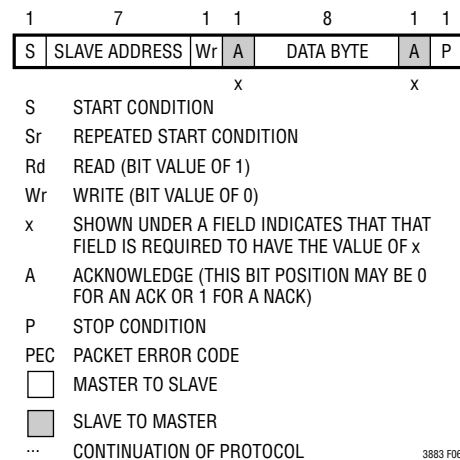 1 7 1 1 8 1 1
S SLAVE ADDRESS Wr A DATA BYTE A P
x x
S START CONDITION
Sr REPEATED START CONDITION
Rd READ (BIT VALUE OF 1)
Wr WRITE (BIT VALUE OF 0)
x SHOWN UNDER A FIELD INDICATES THAT THAT
FIELD IS REQUIRED TO HAVE THE VALUE OF x
A ACKNOWLEDGE (THIS BIT POSITION MAY BE 0
FOR AN ACK OR 1 FOR A NACK)
P STOP CONDITION
PEC PACKET ERROR CODE
MASTER TO SLAVE
SLAVE TO MASTER
... CONTINUATION OF PROTOCOL 3883 F06